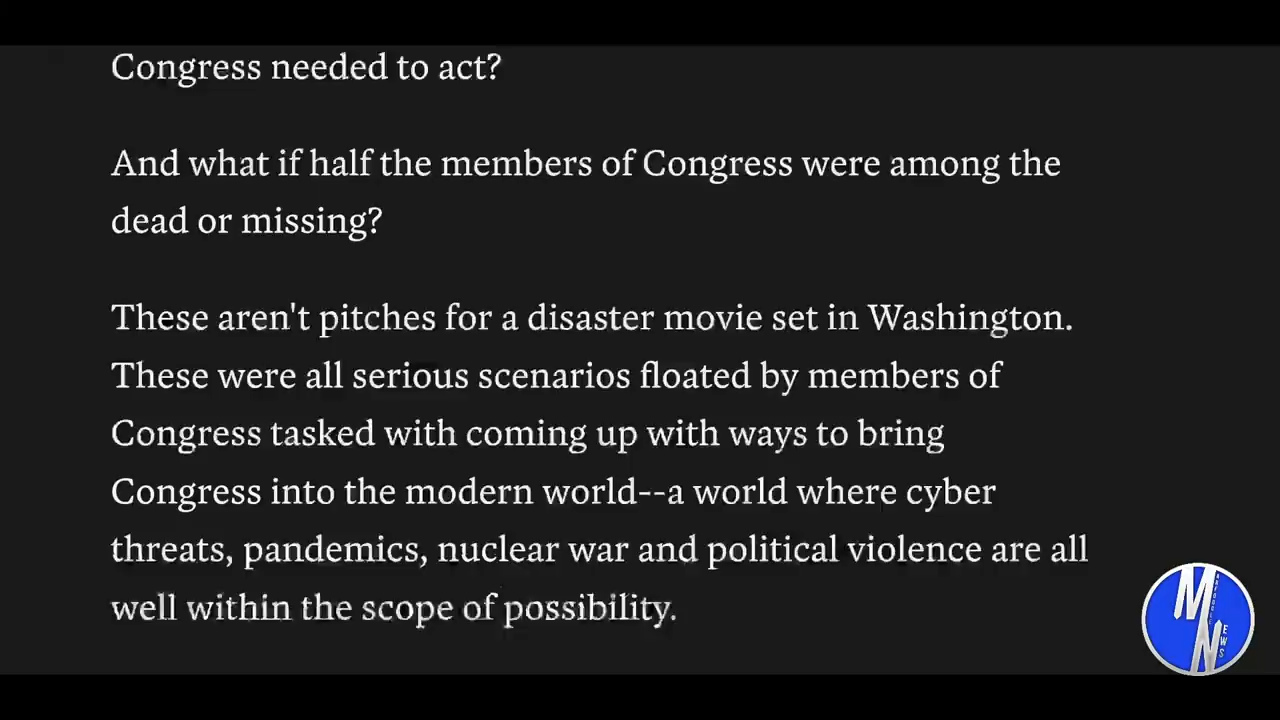 Congress needed to act?
And what if half the members of Congress were among the
dead or missing?
These aren't pitches for a disaster movie set in Washington.
These were all serious scenarios floated by members of
Congress tasked with coming up with ways to bring
Congress into the modern world--a world where cyber
threats, pandemics, nuclear war and political violence are all
well within the scope of possibility.
M
N
EWS